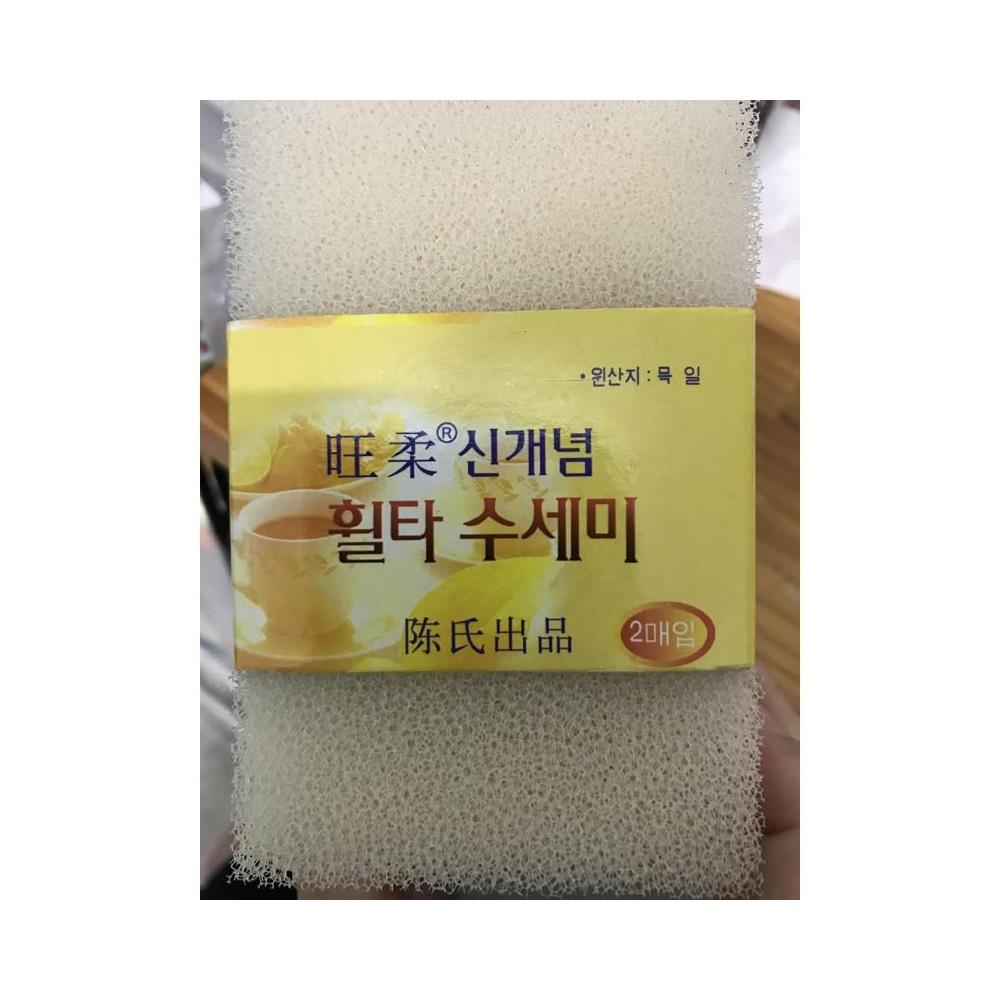 •원산지 : 목 일
旺柔®신개념
휠타 수세미
陈氏出品
2매입